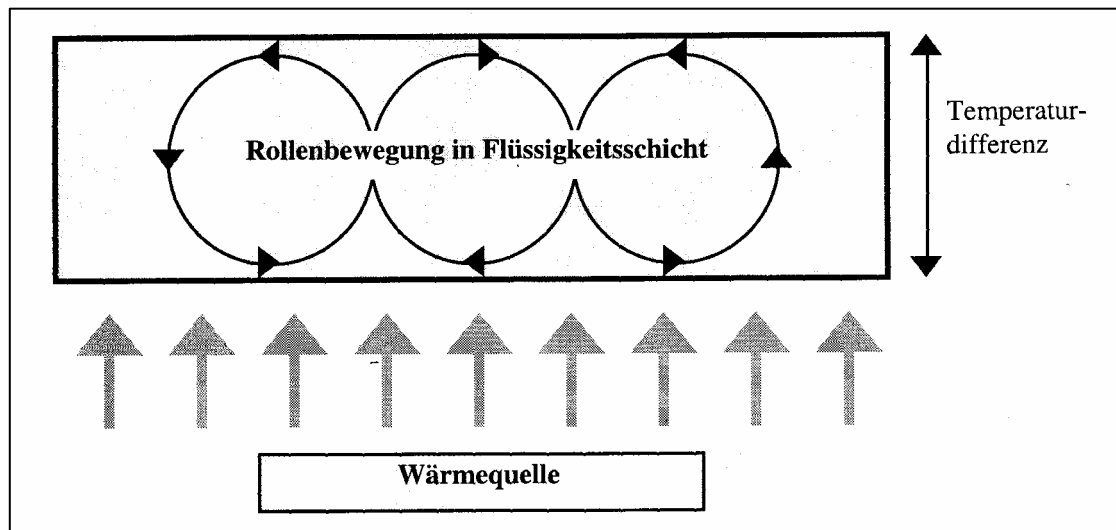 Rollenbewegung in Flüssigkeitsschicht
Temperatur-
differenz
Wärmequelle